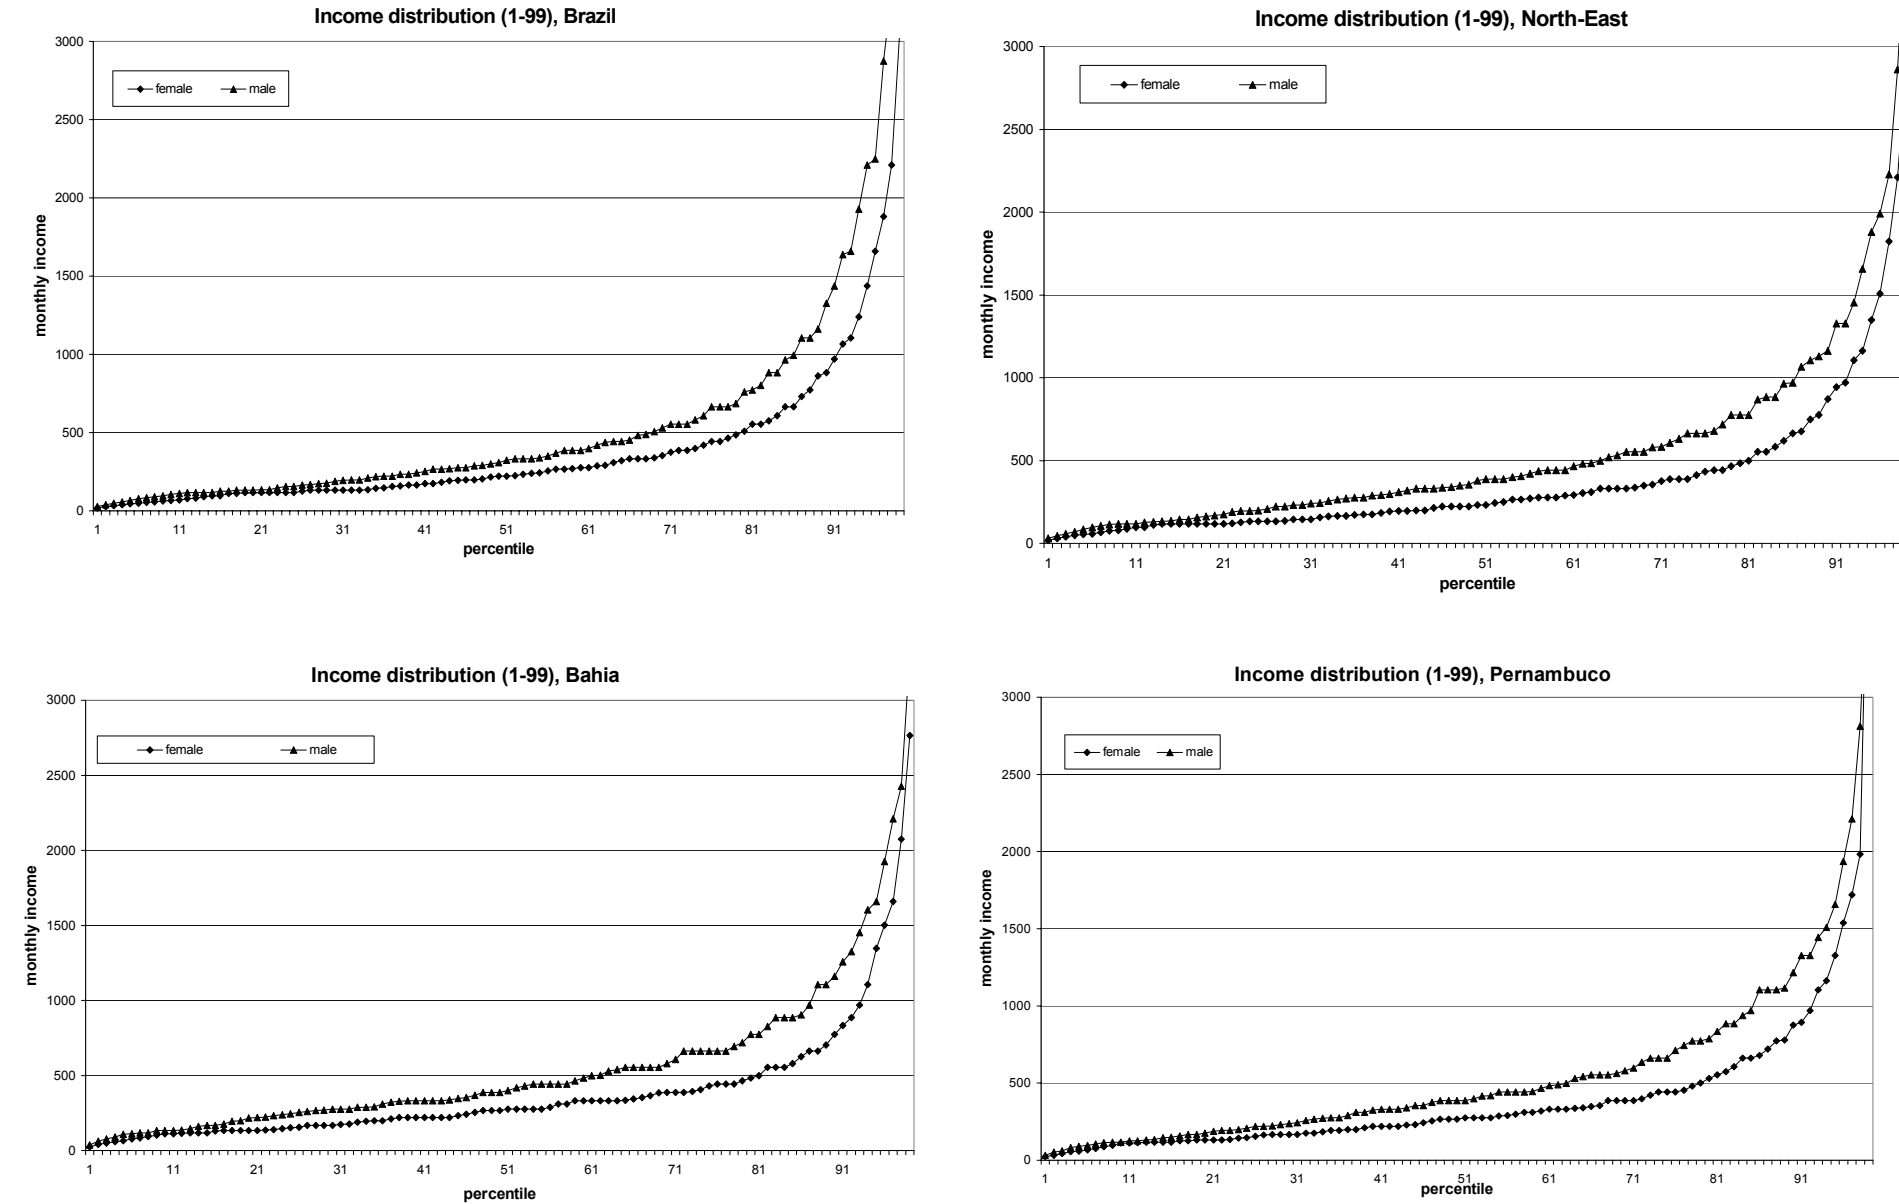 Income distribution (1-99), Brazil
3000
2500
2000
1500
1000
500
0
monthly income
female male
1 11 21 31 41 51 61 71 81 91
percentile
Income distribution (1-99), North-East
3000
2500
2000
1500
1000
500
0
monthly income
female male
1 11 21 31 41 51 61 71 81 91
percentile
Income distribution (1-99), Bahia
3000
2500
2000
1500
1000
500
0
monthly income
female male
1 11 21 31 41 51 61 71 81 91
percentile
Income distribution (1-99), Pernambuco
3000
2500
2000
1500
1000
500
0
monthly income
female male
1 11 21 31 41 51 61 71 81 91
percentile